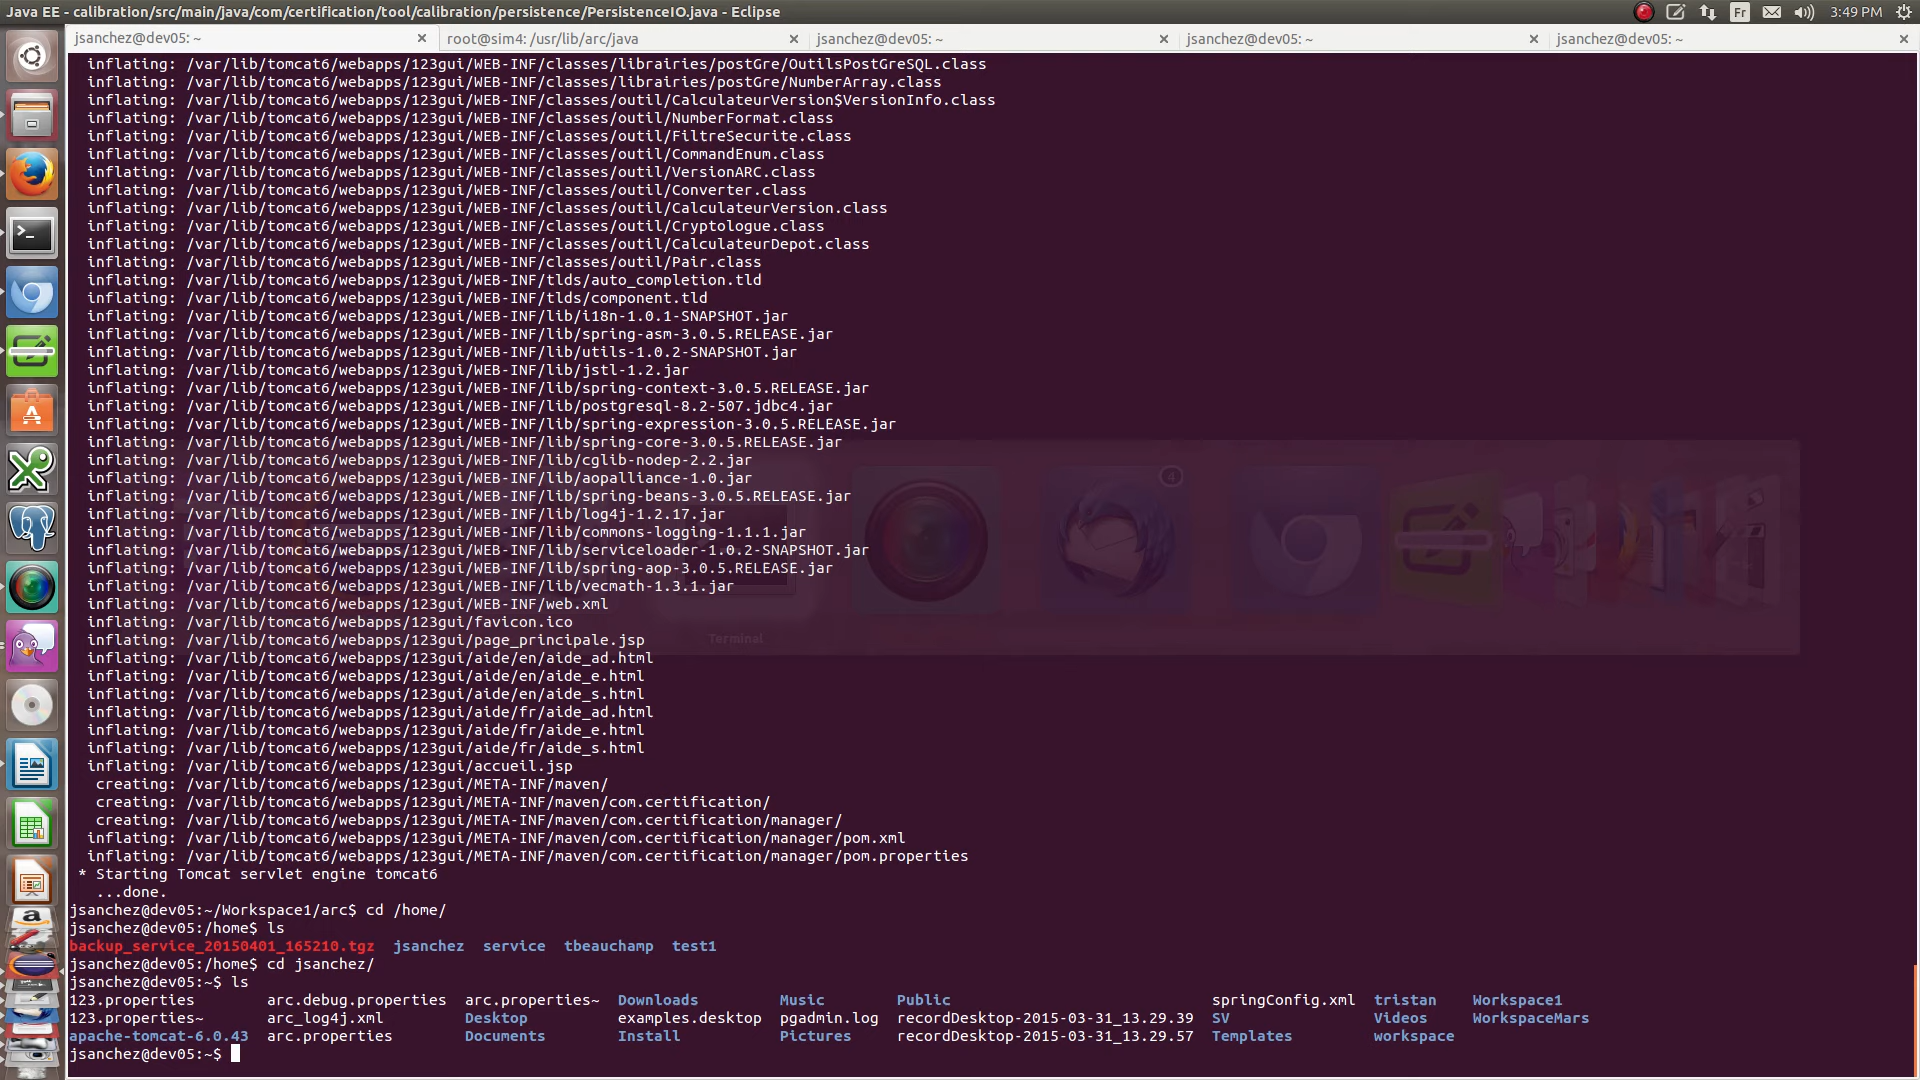 Java EE - calibration/src/main/java/com/certification/tool/calibration/persistence/PersistenceIO.java - Eclipse
Fr
3:49 PM
jsanchez@dev05: ~
root@sim4: /usr/lib/arc/java
jsanchez@dev05: ~
jsanchez@dev05: ~
jsanchez@dev05: ~
inflating: /var/lib/tomcat6/webapps/123gui/WEB-INF/classes/librairies/postGre/OutilsPostGreSQL.class
inflating: /var/lib/tomcat6/webapps/123gui/WEB-INF/classes/librairies/postGre/NumberArray.class
inflating: /var/lib/tomcat6/webapps/123gui/WEB-INF/classes/outil/CalculateurVersion$VersionInfo.class
inflating: /var/lib/tomcat6/webapps/123gui/WEB-INF/classes/outil/NumberFormat.class
inflating: /var/lib/tomcat6/webapps/123gui/WEB-INF/classes/outil/FiltreSecurite.class
inflating: /var/lib/tomcat6/webapps/123gui/WEB-INF/classes/outil/CommandEnum.class
inflating: /var/lib/tomcat6/webapps/123gui/WEB-INF/classes/outil/VersionARC.class
inflating: /var/lib/tomcat6/webapps/123gui/WEB-INF/classes/outil/Converter.class
inflating: /var/lib/tomcat6/webapps/123gui/WEB-INF/classes/outil/CalculateurVersion.class
inflating: /var/lib/tomcat6/webapps/123gui/WEB-INF/classes/outil/Cryptologue.class
inflating: /var/lib/tomcat6/webapps/123gui/WEB-INF/classes/outil/CalculateurDepot.class
inflating: /var/lib/tomcat6/webapps/123gui/WEB-INF/classes/outil/Pair.class
inflating: /var/lib/tomcat6/webapps/123gui/WEB-INF/tlds/auto_completion.tld
inflating: /var/lib/tomcat6/webapps/123gui/WEB-INF/tlds/component.tld
inflating: /var/lib/tomcat6/webapps/123gui/WEB-INF/lib/i18n-1.0.1-SNAPSHOT.jar
inflating: /var/lib/tomcat6/webapps/123gui/WEB-INF/lib/spring-asm-3.0.5.RELEASE.jar
inflating: /var/lib/tomcat6/webapps/123gui/WEB-INF/lib/utils-1.0.2-SNAPSHOT.jar
inflating: /var/lib/tomcat6/webapps/123gui/WEB-INF/lib/jstl-1.2.jar
inflating: /var/lib/tomcat6/webapps/123gui/WEB-INF/lib/spring-context-3.0.5.RELEASE.jar
inflating: /var/lib/tomcat6/webapps/123gui/WEB-INF/lib/postgresql-8.2-507.jdbc4.jar
inflating: /var/lib/tomcat6/webapps/123gui/WEB-INF/lib/spring-expression-3.0.5.RELEASE.jar
inflating: /var/lib/tomcat6/webapps/123gui/WEB-INF/lib/spring-core-3.0.5.RELEASE.jar
inflating: /var/lib/tomcat6/webapps/123gui/WEB-INF/lib/cglib-nodep-2.2.jar
inflating: /var/lib/tomcat6/webapps/123gui/WEB-INF/lib/aopalliance-1.0.jar
inflating: /var/lib/tomcat6/webapps/123gui/WEB-INF/lib/spring-beans-3.0.5.RELEASE.jar
inflating: /var/lib/tomcat6/webapps/123gui/WEB-INF/lib/log4j-1.2.17.jar
inflating: /var/lib/tomcat6/webapps/123gui/WEB-INF/lib/commons-logging-1.1.1.jar
inflating: /var/lib/tomcat6/webapps/123gui/WEB-INF/lib/serviceloader-1.0.2-SNAPSHOT.jar
inflating: /var/lib/tomcat6/webapps/123gui/WEB-INF/lib/spring-aop-3.0.5.RELEASE.jar
inflating: /var/lib/tomcat6/webapps/123gui/WEB-INF/lib/vecmath-1.3.1.jar
inflating: /var/lib/tomcat6/webapps/123gui/WEB-INF/web.xml
inflating: /var/lib/tomcat6/webapps/123gui/favicon.ico
inflating: /var/lib/tomcat6/webapps/123gui/page_principale.jsp
inflating: /var/lib/tomcat6/webapps/123gui/aide/en/aide_ad.html
inflating: /var/lib/tomcat6/webapps/123gui/aide/en/aide_e.html
inflating: /var/lib/tomcat6/webapps/123gui/aide/en/aide_s.html
inflating: /var/lib/tomcat6/webapps/123gui/aide/fr/aide_ad.html
inflating: /var/lib/tomcat6/webapps/123gui/aide/fr/aide_e.html
inflating: /var/lib/tomcat6/webapps/123gui/aide/fr/aide_s.html
inflating: /var/lib/tomcat6/webapps/123gui/accueil.jsp
creating: /var/lib/tomcat6/webapps/123gui/META-INF/maven/
creating: /var/lib/tomcat6/webapps/123gui/META-INF/maven/com.certification/
creating: /var/lib/tomcat6/webapps/123gui/META-INF/maven/com.certification/manager/
inflating: /var/lib/tomcat6/webapps/123gui/META-INF/maven/com.certification/manager/pom.xml
inflating: /var/lib/tomcat6/webapps/123gui/META-INF/maven/com.certification/manager/pom.properties
* Starting Tomcat servlet engine tomcat6
...done.
jsanchez@dev05:~/Workspace1/arc$ cd /home/
jsanchez@dev05:/home$ ls
backup_service_20150401_165210.tgz jsanchez service tbeauchamp test1
jsanchez@dev05:/home$ cd jsanchez/
jsanchez@dev05:~$ ls
123.properties arc.debug.properties arc.properties~ Downloads Music Public springConfig.xml tristan Workspace1
123.properties~ arc_log4j.xml Desktop examples.desktop pgadmin.log recordDesktop-2015-03-31_13.29.39 SV Videos WorkspaceMars
apache-tomcat-6.0.43 arc.properties Documents Install Pictures recordDesktop-2015-03-31_13.29.57 Templates workspace
jsanchez@dev05:~$
4
Terminal